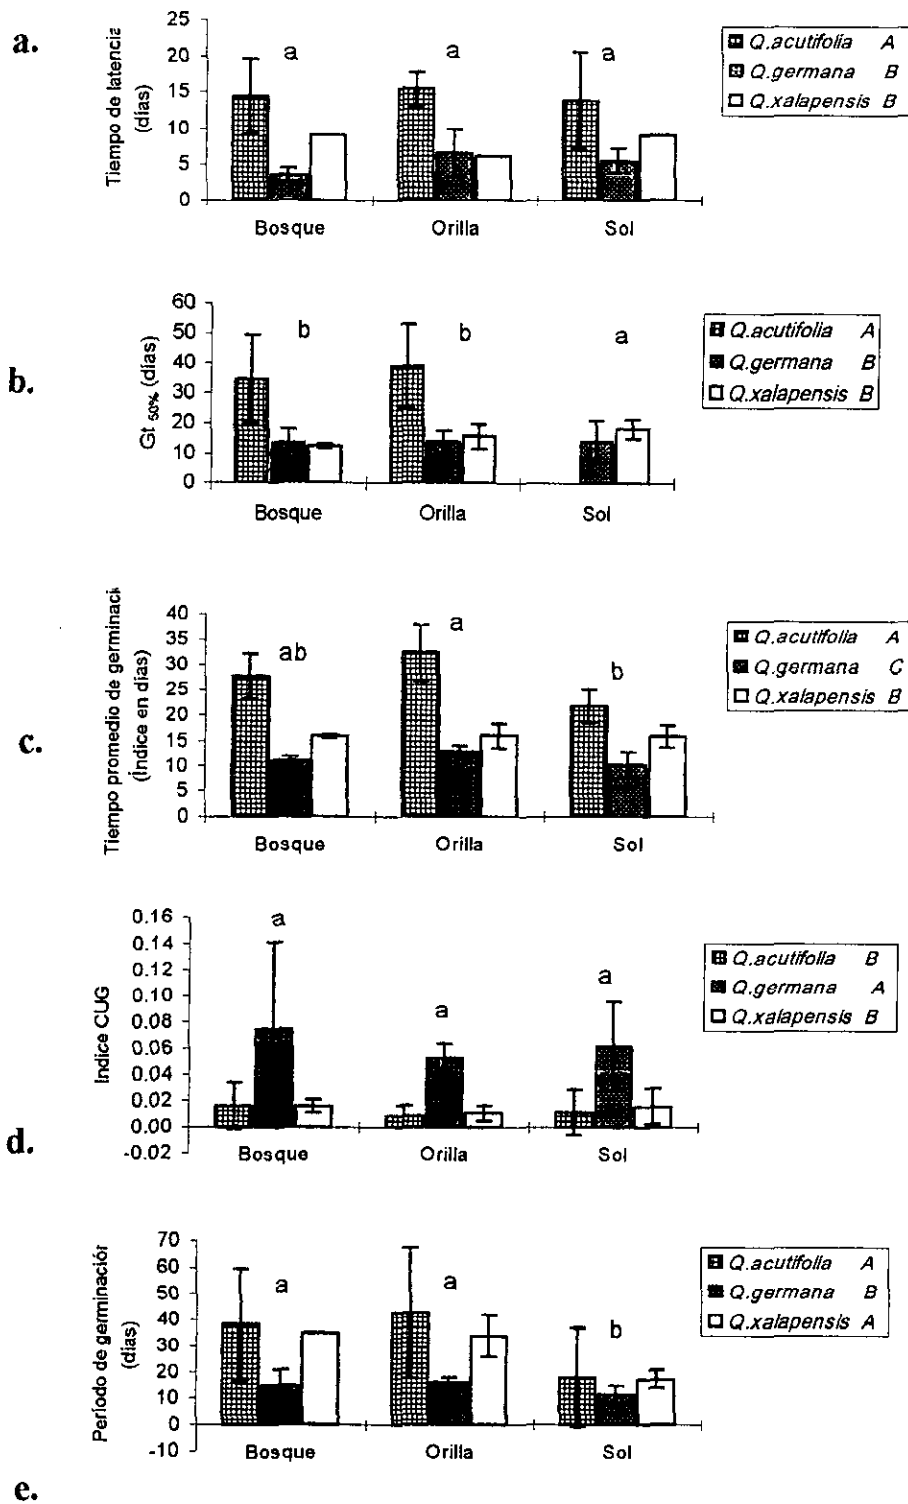 a.
Tiempo de latencia
(días)
25
20
15
10
5
0
a
a
a
Bosque
Orilla
Sol
Q.acutifolia A
Q.germana B
Q.xalapensis B
b.
Gt 50% (días)
60
50
40
30
20
10
0
b
b
a
Bosque
Orilla
Sol
Q.acutifolia A
Q.germana B
Q.xalapensis B
c.
Tiempo promedio de germinaci
(Índice en días)
40
35
30
25
20
15
10
5
0
ab
a
b
Bosque
Orilla
Sol
Q.acutifolia A
Q.germana C
Q.xalapensis B
d.
Indice CUG
0.16
0.14
0.12
0.10
0.08
0.06
0.04
0.02
0.00
-0.02
a
a
a
Bosque
Orilla
Sol
Q.acutifolia B
Q.germana A
Q.xalapensis B
e.
Período de germinación
(días)
70
60
50
40
30
20
10
0
-10
a
a
b
Bosque
Orilla
Sol
Q.acutifolia A
Q.germana B
Q.xalapensis A